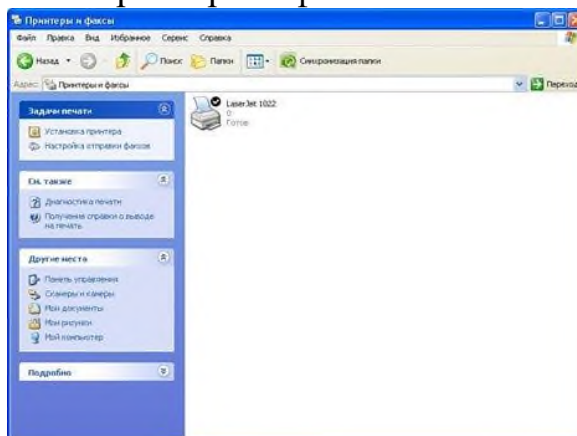 Принтеры и факсы
Файл Правка Вид Избранное Сервис Справка
Назад Поиск Папки Синхронизация папки
Адрес: Принтеры и факсы Переход
Задачи печати
Установка принтера
Настройка отправки факсов
См. также
Диагностика печати
Получение справки о выводе
на печать
Другие места
Панель управления
Сканеры и камеры
Мои документы
Мои рисунки
Мой компьютер
Подробно
LaserJet 1022
0
Готов